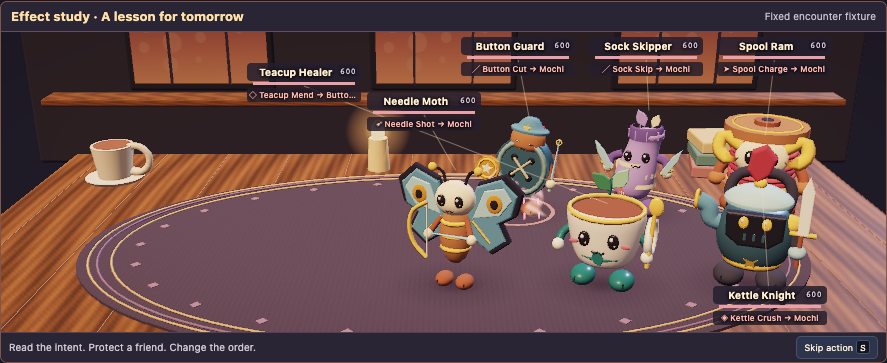 Effect study · A lesson for tomorrow
Fixed encounter fixture
Button Guard 600
Button Cut → Mochi
Sock Skipper 600
Sock Skip → Mochi
Spool Ram 600
Spool Charge → Mochi
Teacup Healer 600
Teacup Mend → Butto...
Needle Moth 600
Needle Shot → Mochi
Kettle Knight 600
Kettle Crush → Mochi
Read the intent. Protect a friend. Change the order.
Skip action S